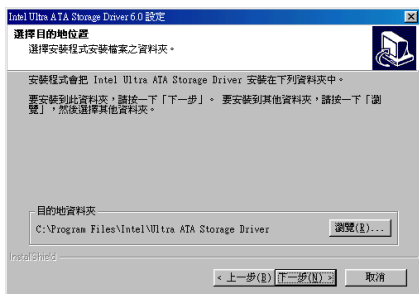 Intel Ultra ATA Storage Driver 6.0 設定
選擇目的地位置
選擇安裝程式安裝檔案之資料夾。
安裝程式會把 Intel Ultra ATA Storage Driver 安裝在下列資料夾中。
要安裝到此資料夾，請按一下「下一步」。 要安裝到其他資料夾，請按一下「瀏
覽」，然後選擇其他資料夾。
目的地資料夾
C:\Program Files\Intel\Ultra ATA Storage Driver
瀏覽(R)...
InstallShield
< 上一步(B) 下一步(N) > 取消